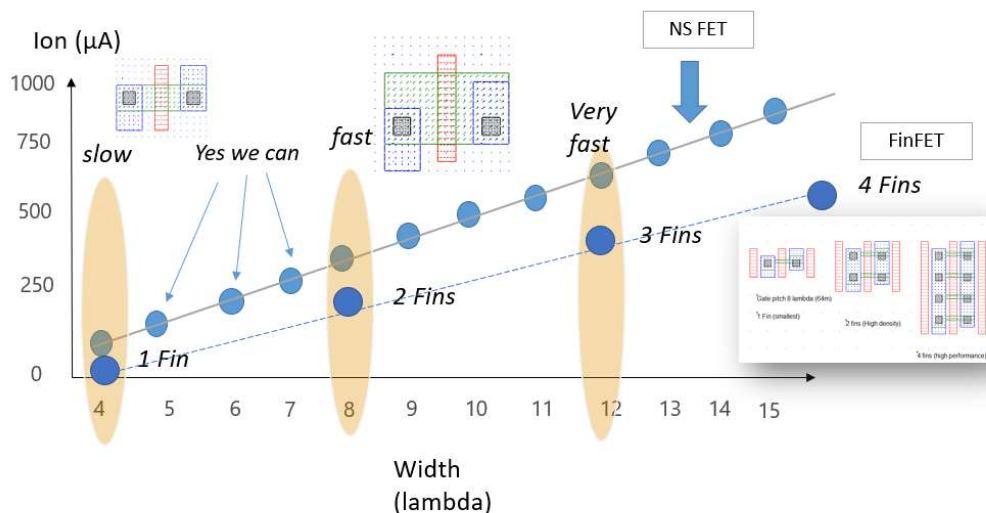 Ion (µA)
NS FET
1000
750
500
250
0
slow
Yes we can
fast
Very
fast
FinFET
4 Fins
3 Fins
2 Fins
1 Fin
4 5 6 7 8 9 10 11 12 13 14 15
Width
(lambda)
Gate pitch 8 lambda (64m)
1 Fin (smallest)
2 fins (High density)
4 fins (high performance)